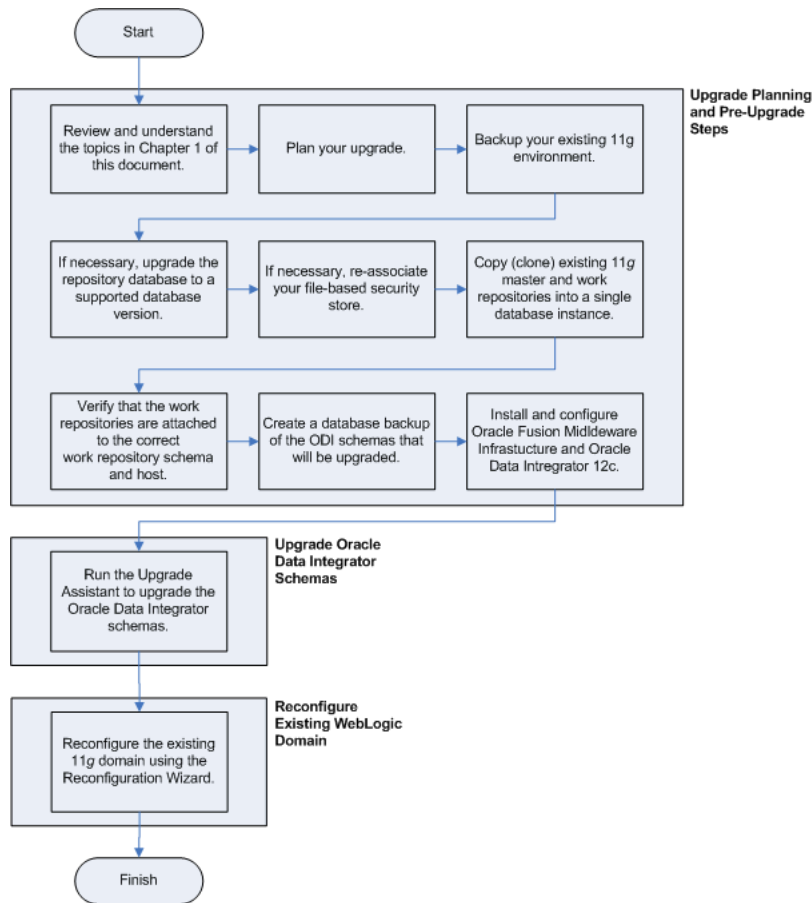 Start
Upgrade Planning
and Pre-Upgrade
Steps
Review and understand
the topics in Chapter 1 of
this document.
Plan your upgrade.
Backup your existing 11g
environment.
If necessary, upgrade the
repository database to a
supported database
version.
If necessary, re-associate
your file-based security
store.
Copy (clone) existing 11g
master and work
repositories into a single
database instance.
Verify that the work
repositories are attached
to the correct
work repository schema
and host.
Create a database backup
of the ODI schemas that
will be upgraded.
Install and configure
Oracle Fusion Midldeware
Infrastucture and Oracle
Data Intregrator 12c.
Upgrade Oracle
Data Integrator
Schemas
Run the Upgrade
Assistant to upgrade the
Oracle Data Integrator
schemas.
Reconfigure
Existing WebLogic
Domain
Reconfigure the existing
11g domain using the
Reconfiguration Wizard.
Finish